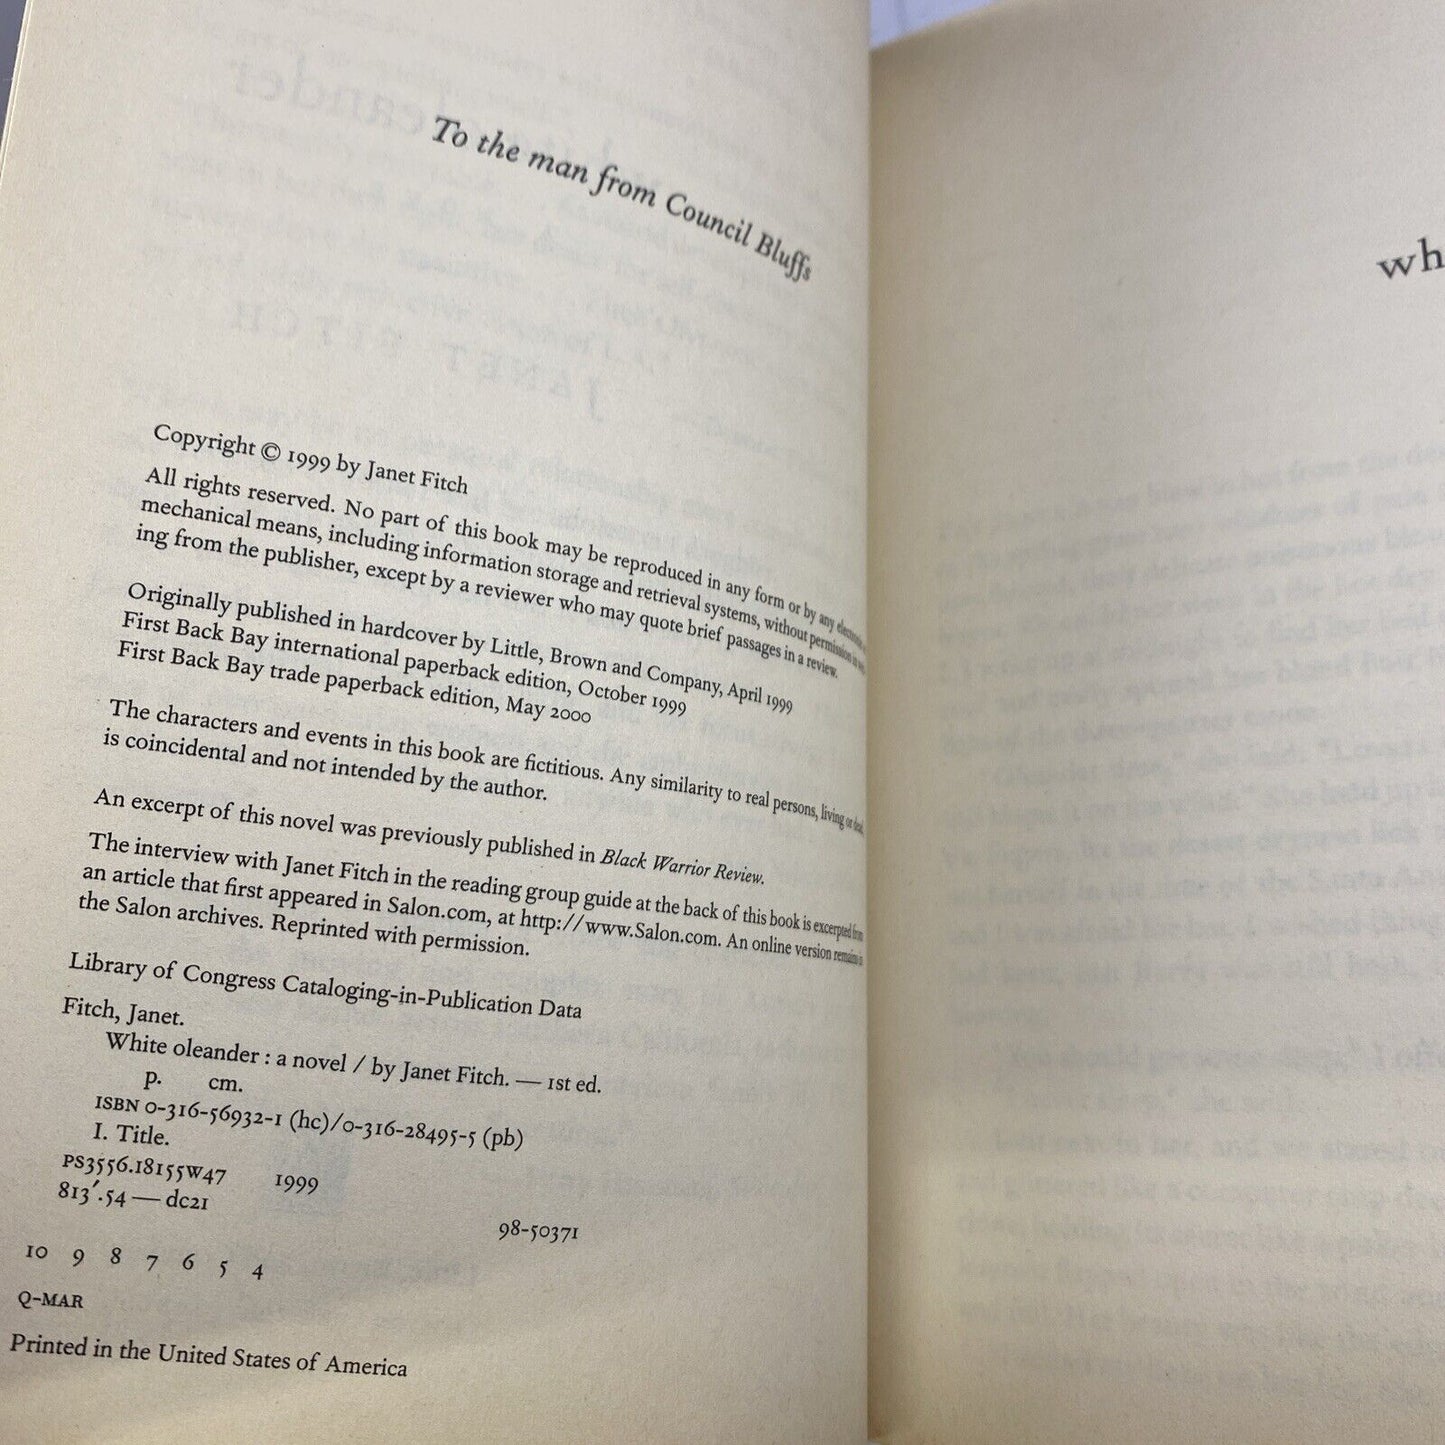 To the man from Council Bluffs
Copyright © 1999 by Janet Fitch
All rights reserved. No part of this book may be reproduced in any form or by any electronic or
mechanical means, including information storage and retrieval systems, without permission in
ing from the publisher, except by a reviewer who may quote brief passages in a review.
Originally published in hardcover by Little, Brown and Company, April 1999
First Back Bay international paperback edition, October 1999
First Back Bay trade paperback edition, May 2000
The characters and events in this book are fictitious. Any similarity to real persons, living or dead,
is coincidental and not intended by the author.
An excerpt of this novel was previously published in Black Warrior Review.
The interview with Janet Fitch in the reading group guide at the back of this book is excerpted from
an article that first appeared in Salon.com, at http://www.Salon.com. An online version remains in
the Salon archives. Reprinted with permission.
Library of Congress Cataloging-in-Publication Data
Fitch, Janet.
White oleander : a novel / by Janet Fitch. — 1st ed.
p. cm.
ISBN 0-316-56932-1 (hc)/0-316-28495-5 (pb)
I. Title.
PS3556.18155W47 1999
813'.54 — dc21
98-50371
10 9 8 7 6 5 4
Q-MAR
Printed in the United States of America
wh